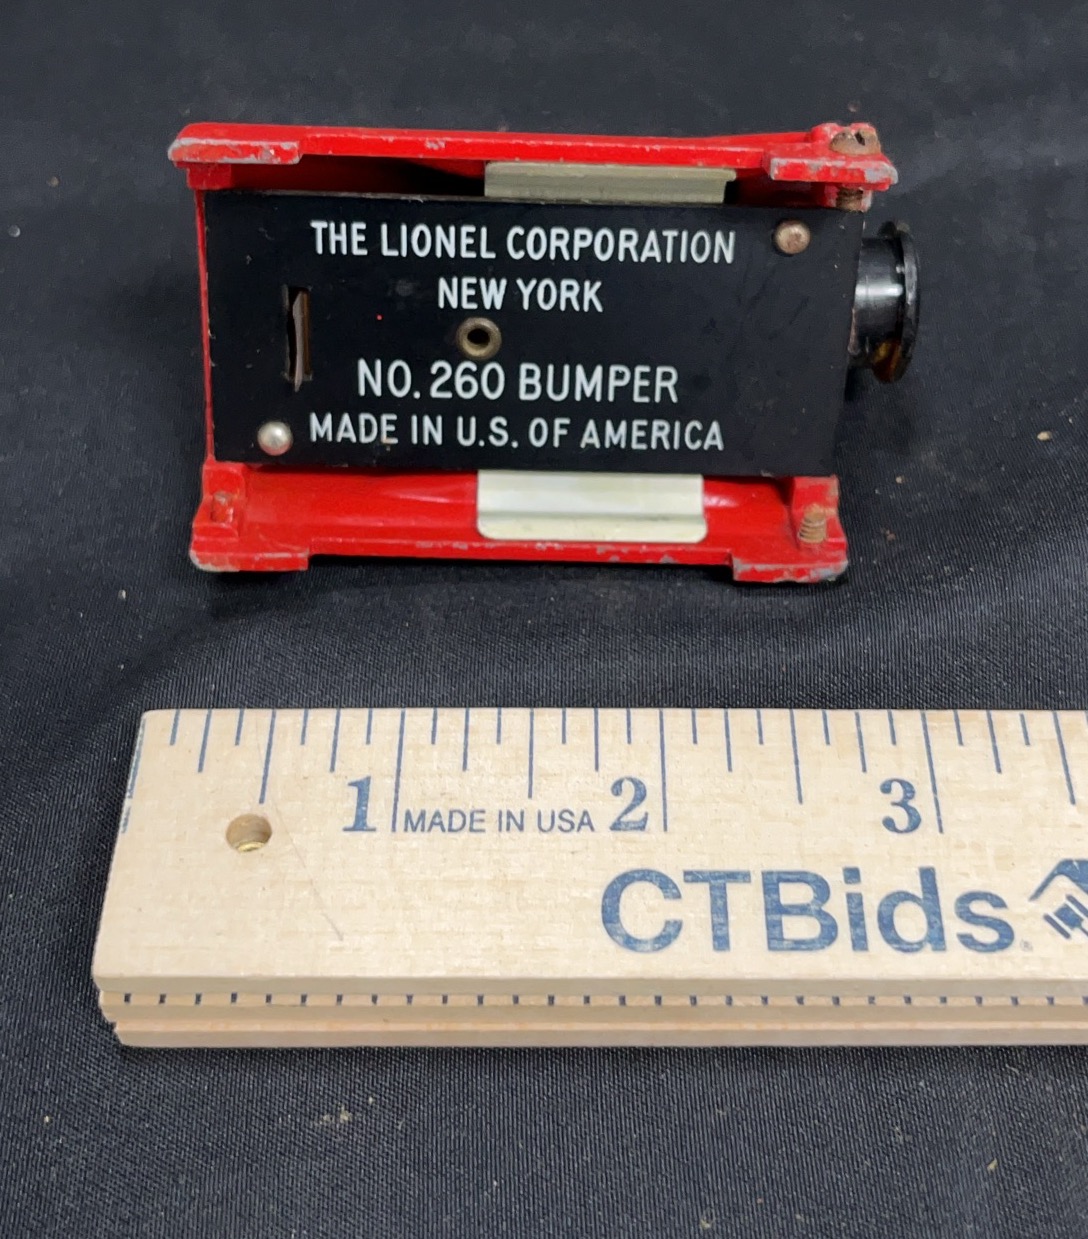 THE LIONEL CORPORATION
NEW YORK
NO. 260 BUMPER
MADE IN U.S. OF AMERICA
1 MADE IN USA 2 3
CTBids